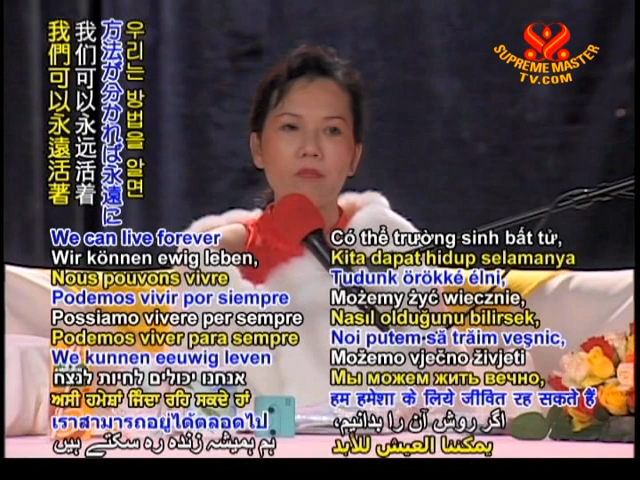 SUPREME MASTER
TV.COM
우리는 방법을 알면
方法が分かれば永遠に
我们可以永远活着
我們可以永遠活著
We can live forever
Wir können ewig leben,
Nous pouvons vivre
Podemos vivir por siempre
Possiamo vivere per sempre
Podemos viver para sempre
We kunnen eeuwig leven
אנחנו יכולים לחיות לנצח
ਅਸੀ ਹਮੇਸ਼ਾਂ ਜਿੰਦਾ ਰਹਿ ਸਕਦੇ ਹਾਂ
เราสามารถอยู่ได้ตลอดไป
ہم ہمیشہ زندہ رہ سکتے ہیں
Có thể trường sinh bất tử,
Kita dapat hidup selamanya
Tudunk örökké élni,
Możemy żyć wiecznie,
Nasıl olduğunu bilirsek,
Noi putem să trăim veşnic,
Možemo vječno živjeti
Мы можем жить вечно,
हम हमेशा के लिये जीवित रह सकते हैं
اگر روش آن را بدانیم،
يمكننا العيش للأبد